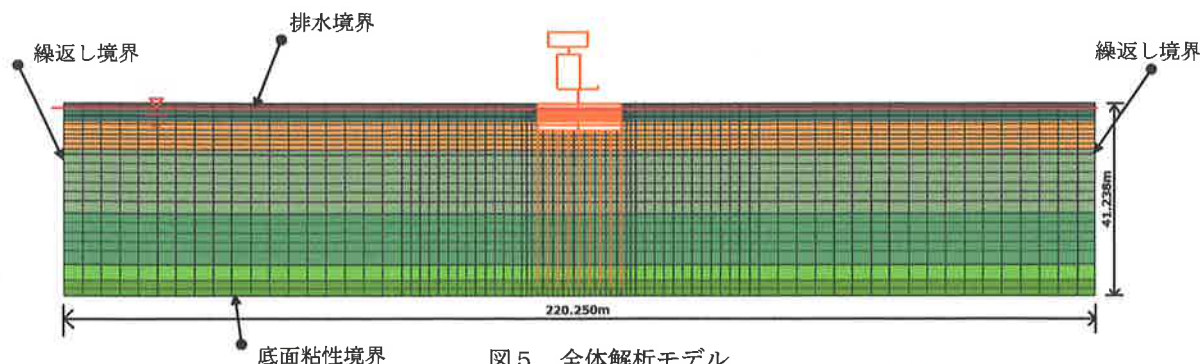 排水境界
繰返し境界
繰返し境界
41.238m
220.250m
底面粘性境界
図5 全体解析モデル